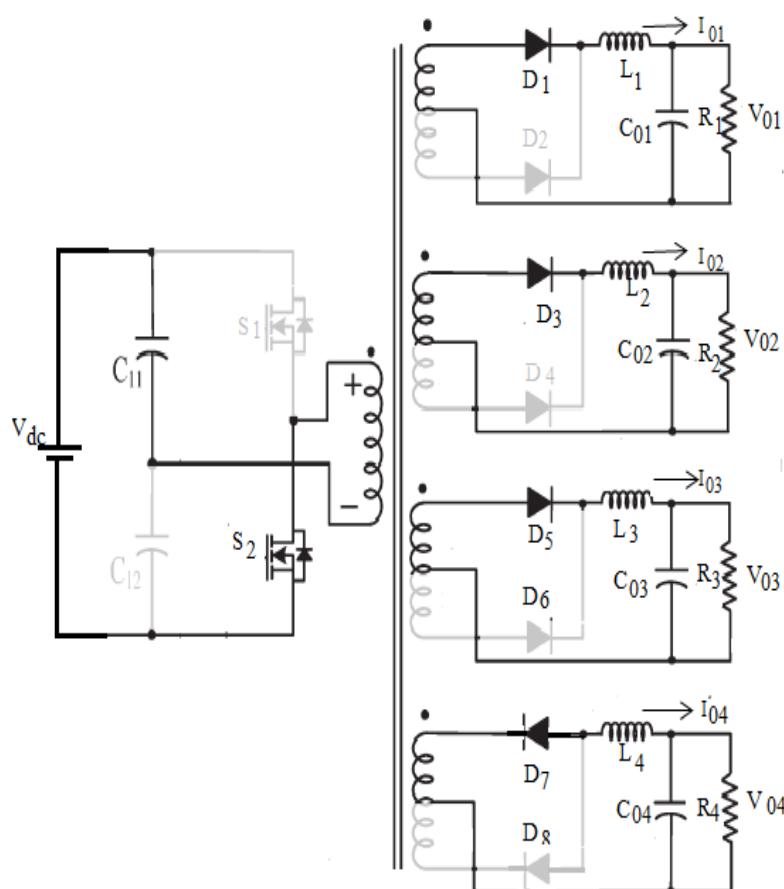 I01
D1
L1
C01
R1
V01
D2
I02
D3
L2
C02
R2
V02
D4
S1
C11
+
Vdc
−
I03
D5
L3
S2
C12
C03
R3
V03
D6
I04
D7
L4
C04
R4
V04
D8